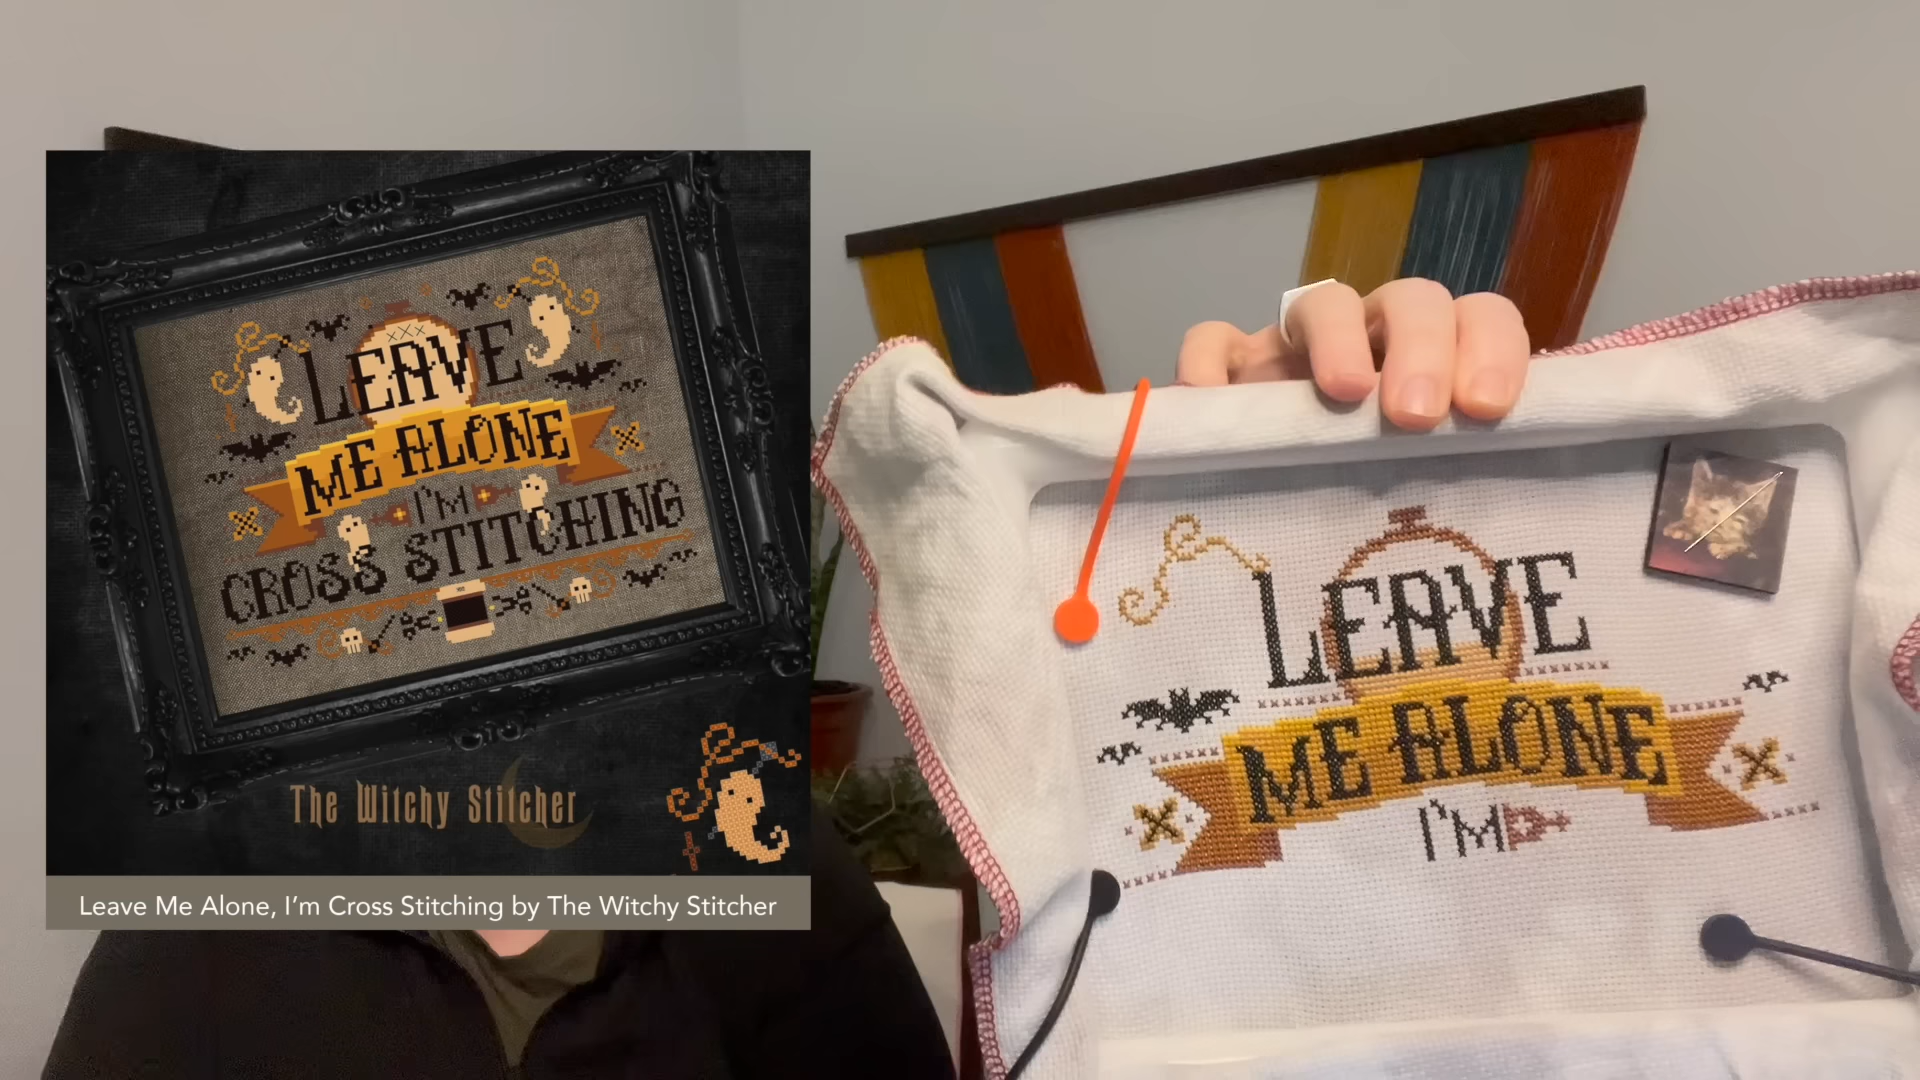 LEAVE
ME ALONE
I'M
CROSS STITCHING
The Witchy Stitcher
Leave Me Alone, I'm Cross Stitching by The Witchy Stitcher
LEAVE
ME ALONE
I'M